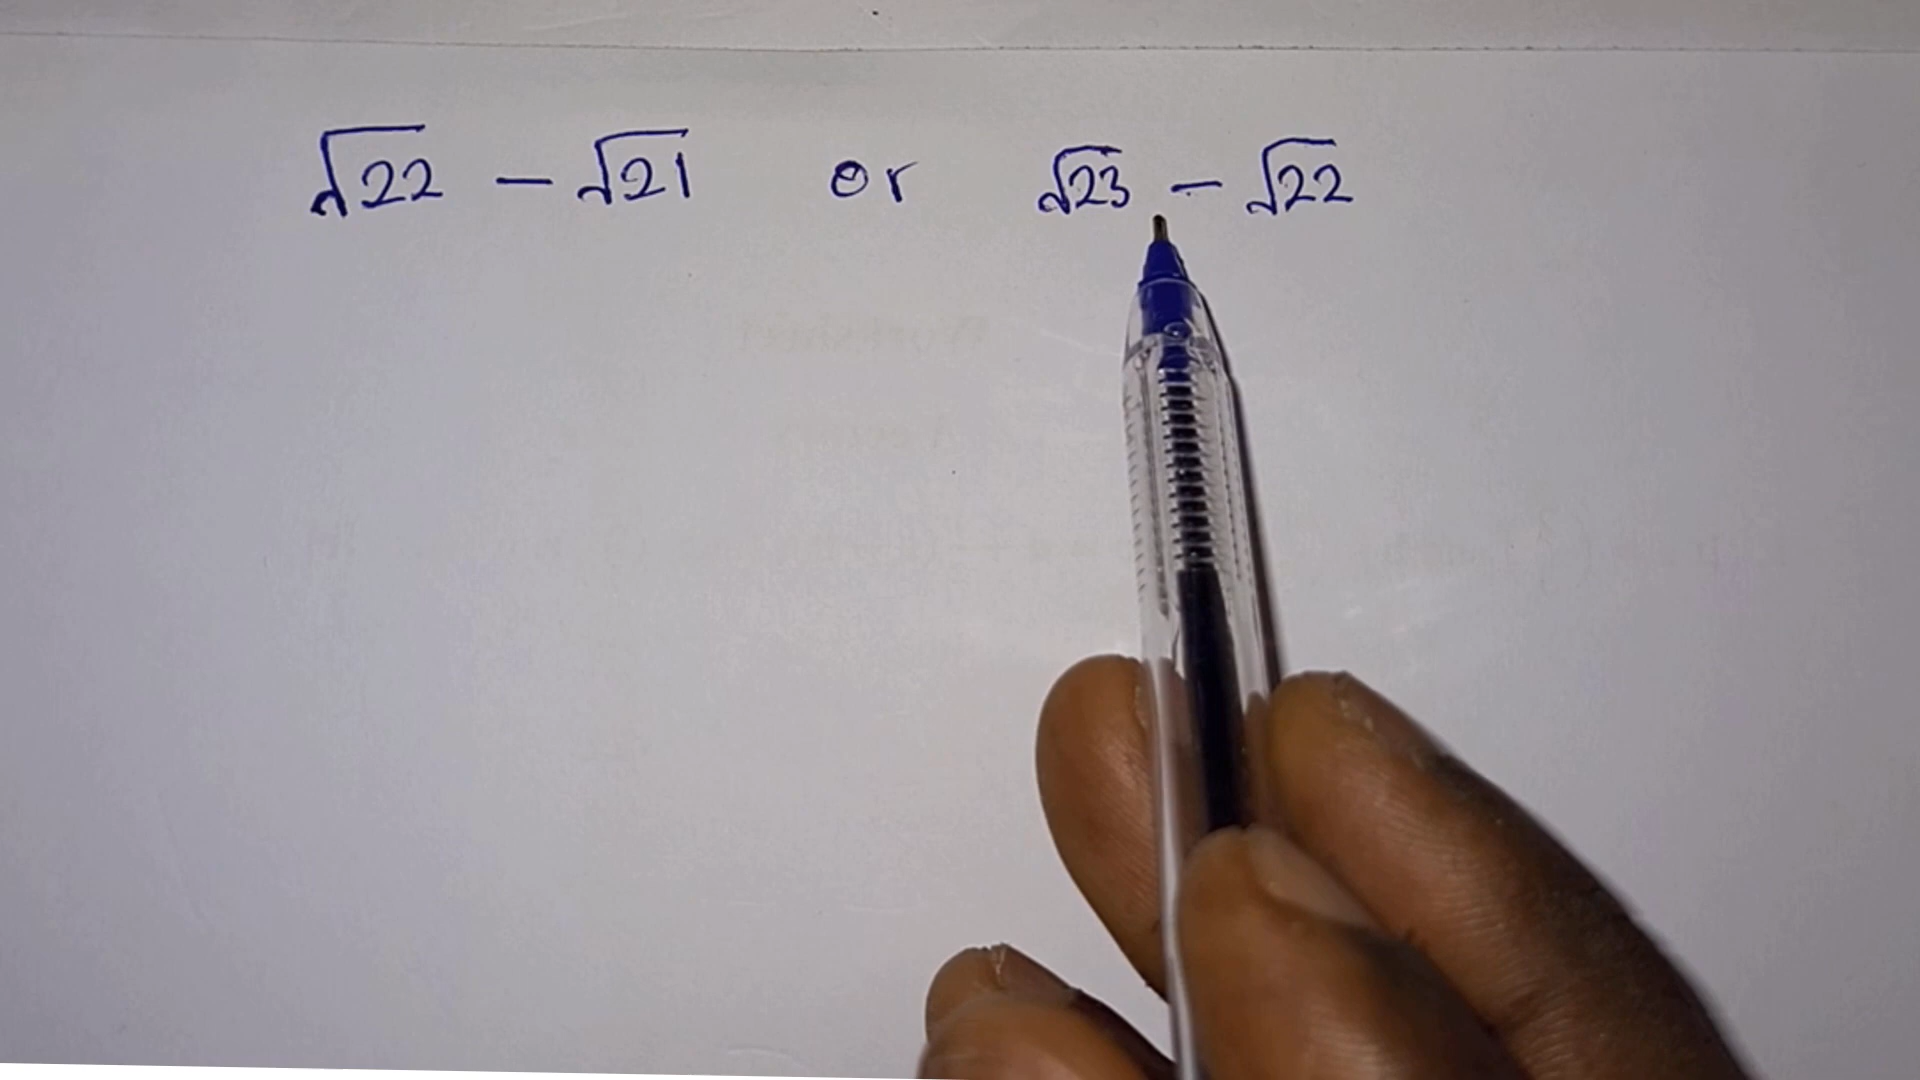 √22 − √21 or √23 − √22